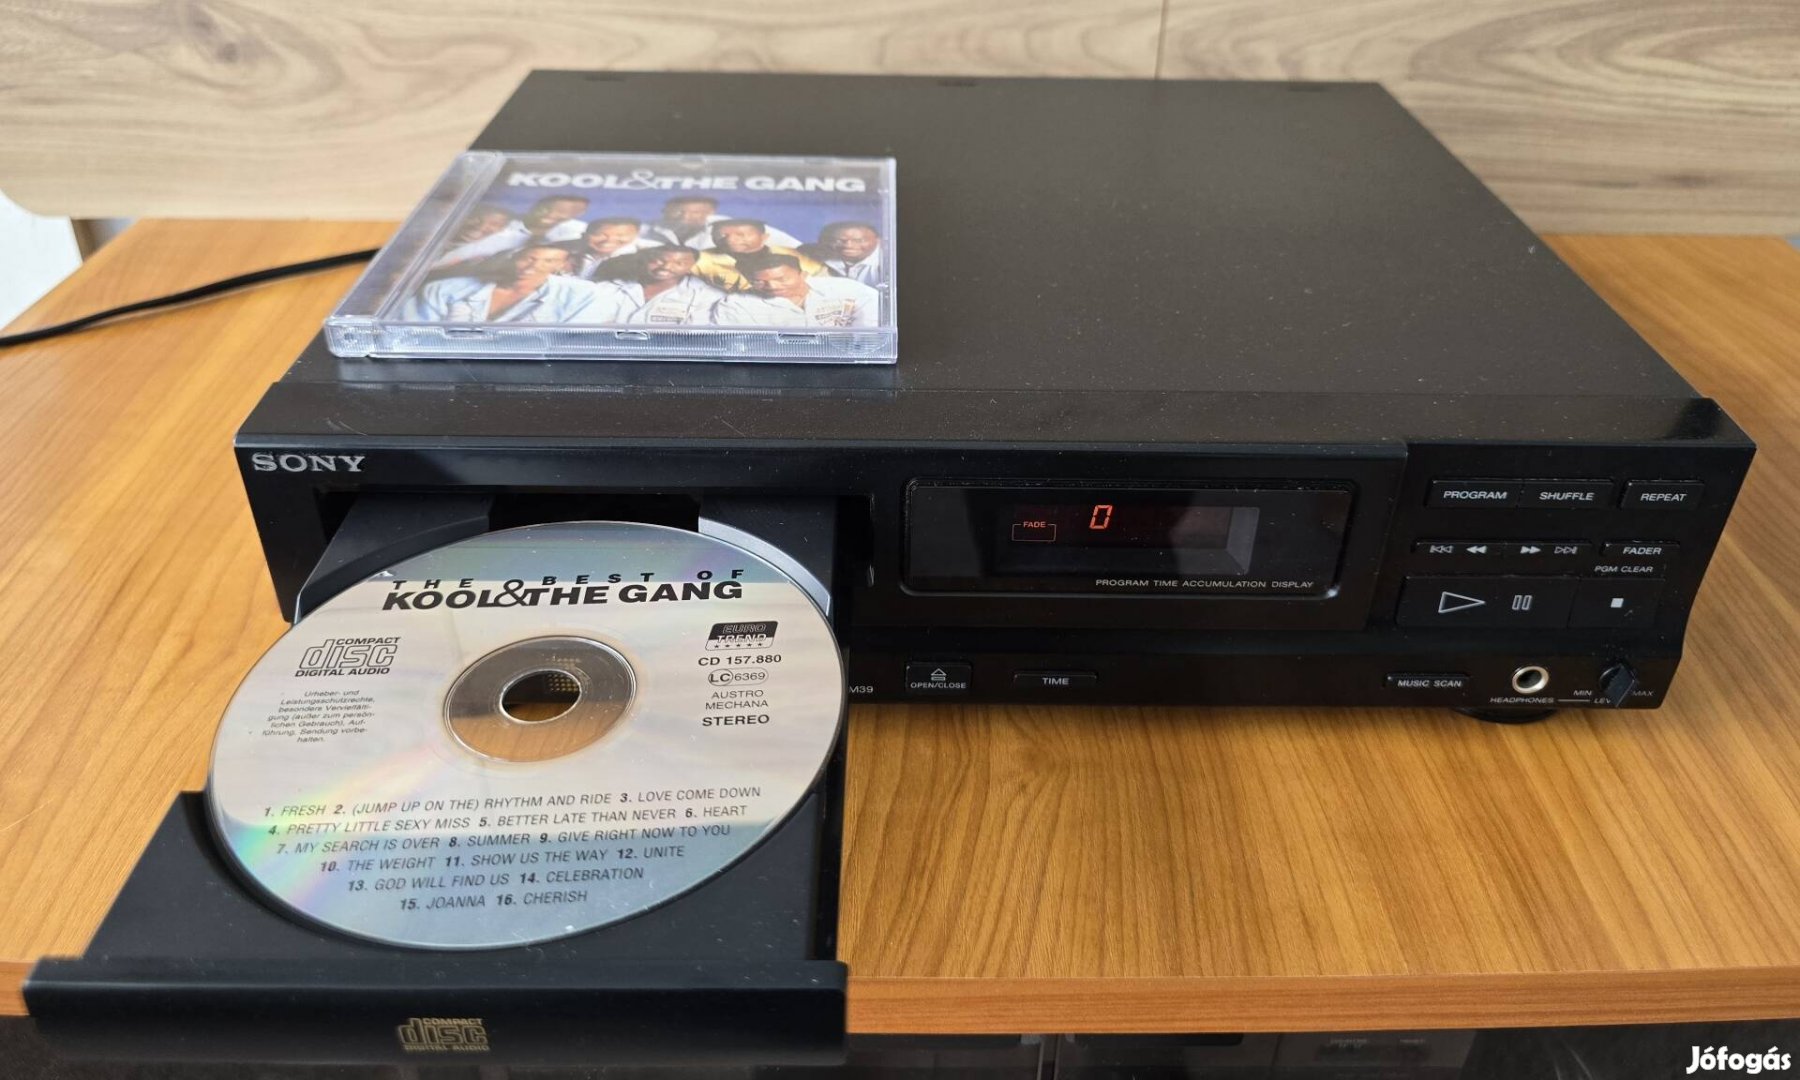 KOOL & THE GANG
SONY
FADE
0
PROGRAM TIME ACCUMULATION DISPLAY
PROGRAM SHUFFLE REPEAT
FADER
PGM CLEAR
M39
OPEN/CLOSE
TIME
MUSIC SCAN
HEADPHONES
MIN
MAX
THE BEST OF
KOOL & THE GANG
COMPACT
disc
DIGITAL AUDIO
Urheber- und
Leistungsschutzrechte,
besonders Vervielfälti-
gung (außer zum persön-
lichen Gebrauch), Auf-
führung, Sendung vorbe-
halten.
EURO
TREND
CD 157.880
LC 6369
AUSTRO
MECHANA
STEREO
1. FRESH 2. (JUMP UP ON THE) RHYTHM AND RIDE 3. LOVE COME DOWN
4. PRETTY LITTLE SEXY MISS 5. BETTER LATE THAN NEVER 6. HEART
7. MY SEARCH IS OVER 8. SUMMER 9. GIVE RIGHT NOW TO YOU
10. THE WEIGHT 11. SHOW US THE WAY 12. UNITE
13. GOD WILL FIND US 14. CELEBRATION
15. JOANNA 16. CHERISH
COMPACT
disc
DIGITAL AUDIO
Jófogás